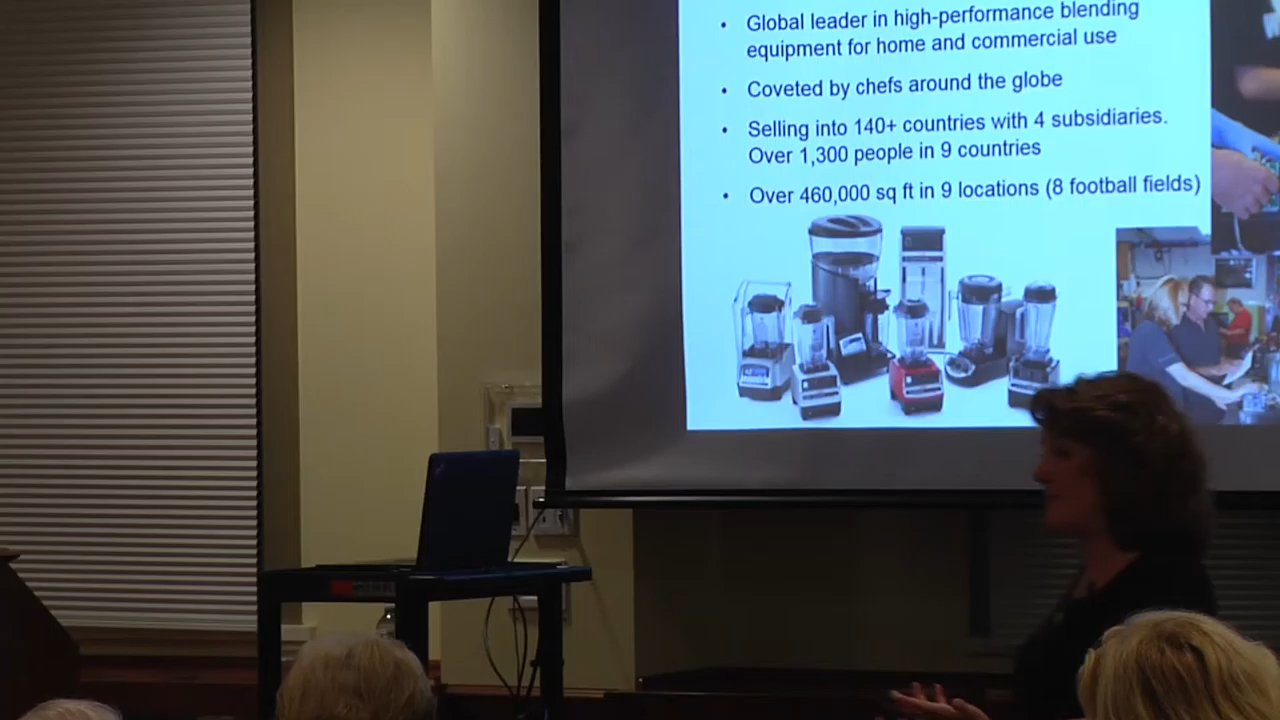 • Global leader in high-performance blending
equipment for home and commercial use
• Coveted by chefs around the globe
• Selling into 140+ countries with 4 subsidiaries.
Over 1,300 people in 9 countries
• Over 460,000 sq ft in 9 locations (8 football fields)